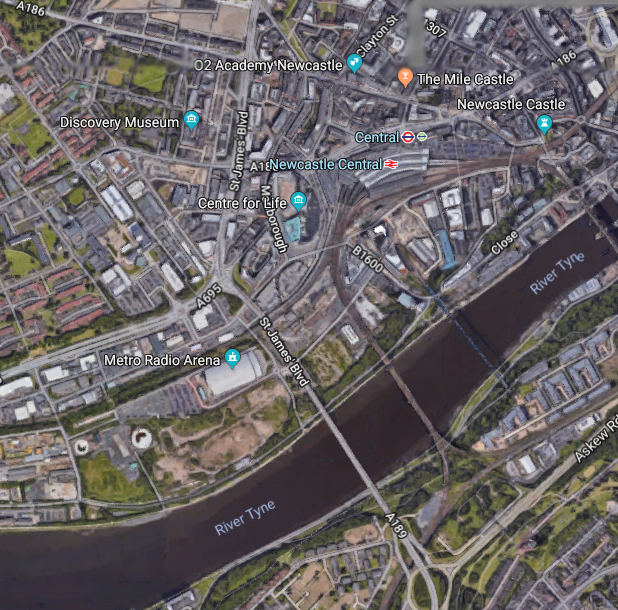 A186
Clayton St
1307
O2 Academy Newcastle
The Mile Castle
A186
Newcastle Castle
Discovery Museum
St James' Blvd
Central
Newcastle Central
Centre for Life
Marlborough
B1600
Close
River Tyne
A695
St James' Blvd
Metro Radio Arena
Askew Rd
River Tyne
A189